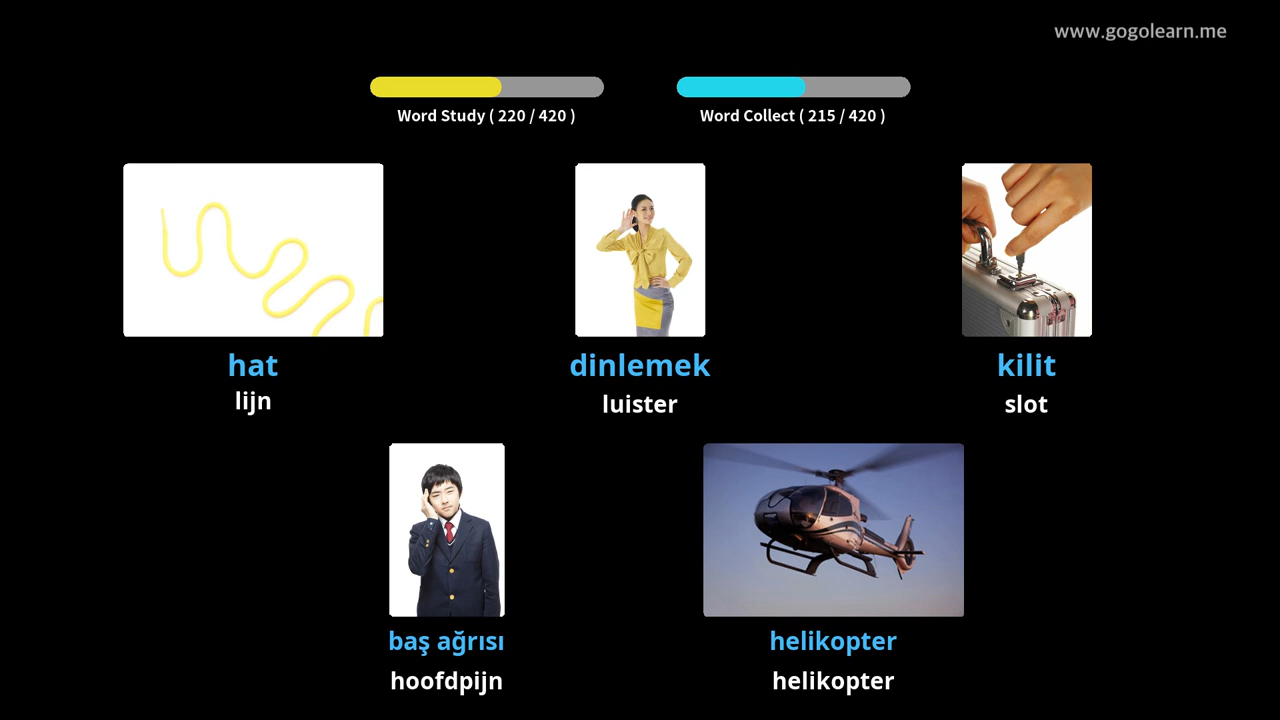 www.gogolearn.me
Word Study ( 220 / 420 )
Word Collect ( 215 / 420 )
hat
lijn
dinlemek
luister
kilit
slot
baş ağrısı
hoofdpijn
helikopter
helikopter